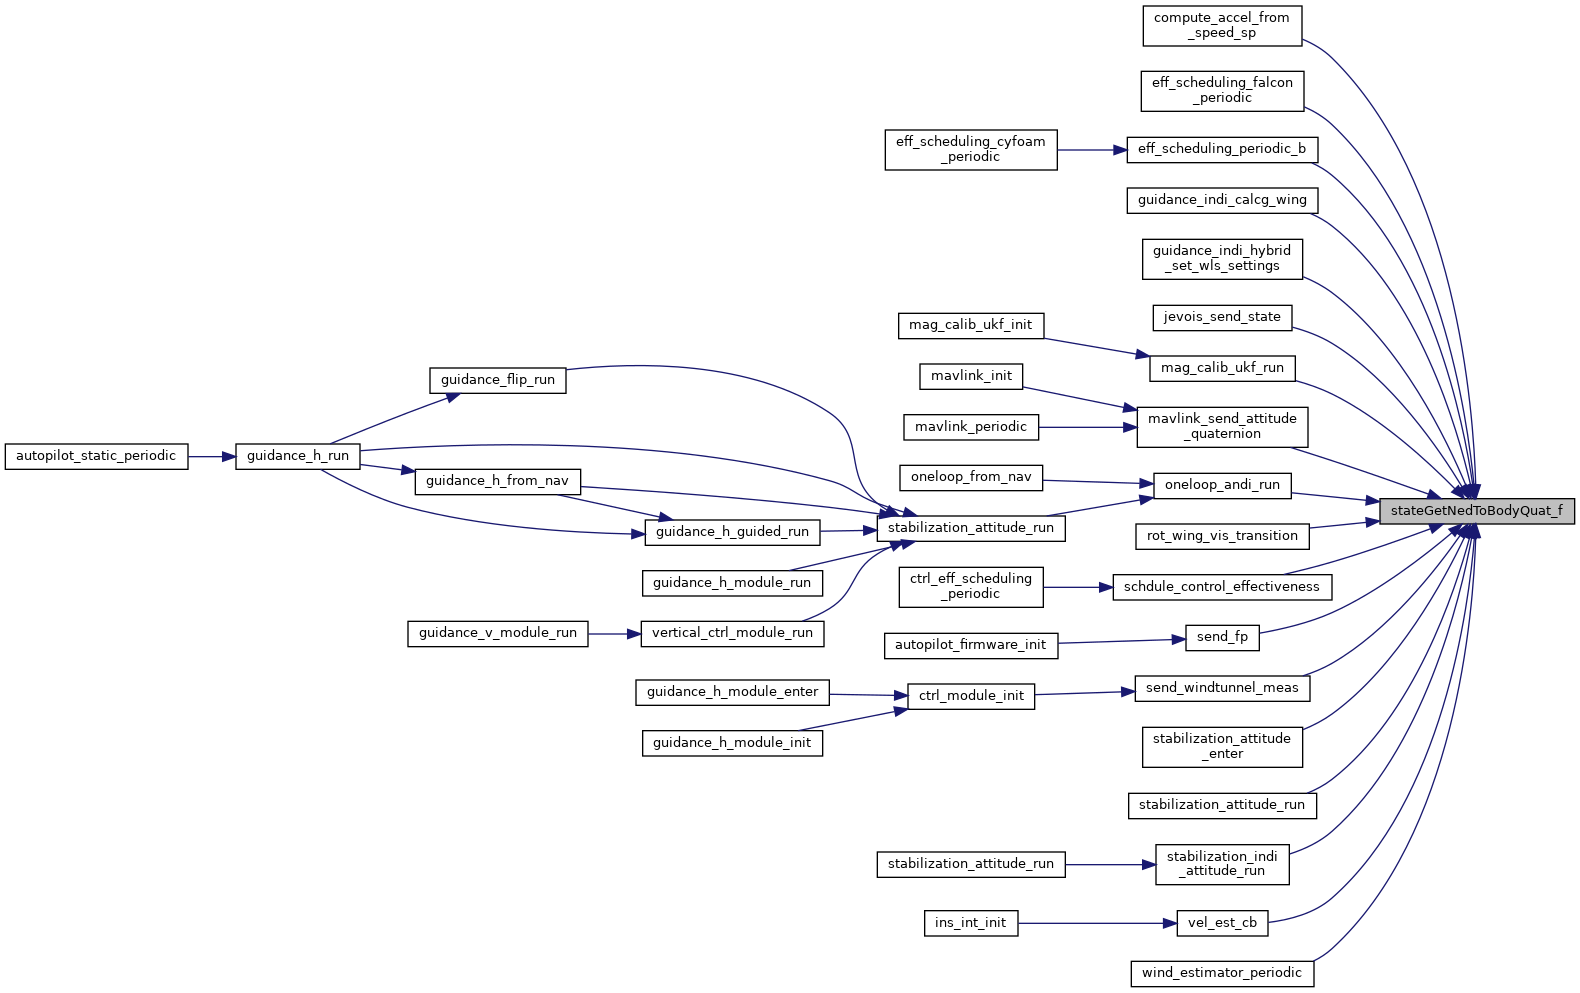 compute_accel_from
_speed_sp
eff_scheduling_falcon
_periodic
eff_scheduling_cyfoam
_periodic
eff_scheduling_periodic_b
guidance_indi_calcg_wing
guidance_indi_hybrid
_set_wls_settings
jevois_send_state
mag_calib_ukf_init
mag_calib_ukf_run
mavlink_init
mavlink_send_attitude
_quaternion
mavlink_periodic
guidance_flip_run
autopilot_static_periodic
guidance_h_run
guidance_h_from_nav
oneloop_from_nav
oneloop_andi_run
stateGetNedToBodyQuat_f
guidance_h_guided_run
stabilization_attitude_run
rot_wing_vis_transition
guidance_h_module_run
ctrl_eff_scheduling
_periodic
schdule_control_effectiveness
guidance_v_module_run
vertical_ctrl_module_run
autopilot_firmware_init
send_fp
guidance_h_module_enter
ctrl_module_init
send_windtunnel_meas
guidance_h_module_init
stabilization_attitude
_enter
stabilization_attitude_run
stabilization_attitude_run
stabilization_indi
_attitude_run
ins_int_init
vel_est_cb
wind_estimator_periodic